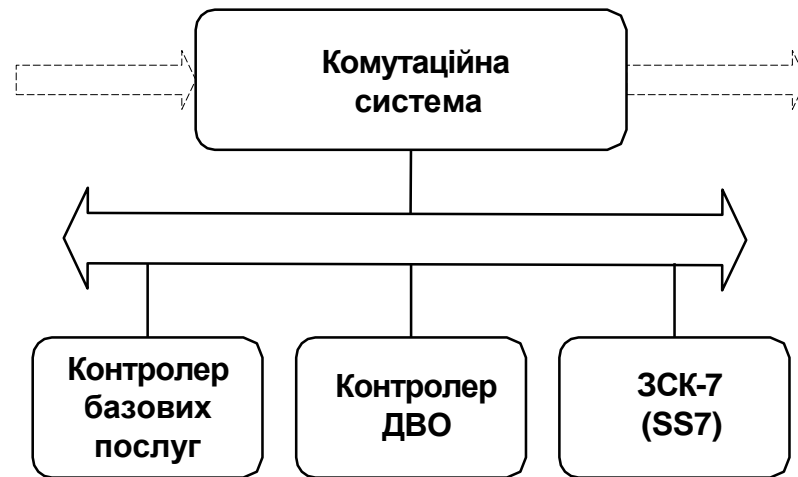 Комутаційна
система
Контролер
базових
послуг
Контролер
ДВО
ЗСК-7
(SS7)